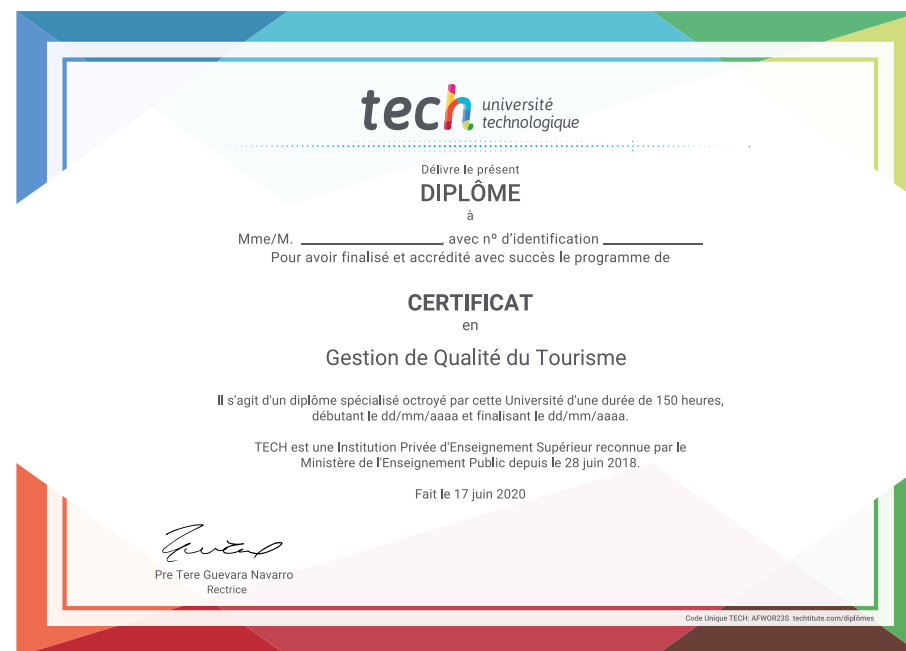 tech université
technologique
Délivre le présent
DIPLÔME
à
Mme/M. ____________________, avec nº d'identification ______________
Pour avoir finalisé et accrédité avec succès le programme de
CERTIFICAT
en
Gestion de Qualité du Tourisme
Il s'agit d'un diplôme spécialisé octroyé par cette Université d'une durée de 150 heures,
débutant le dd/mm/aaaa et finalisant le dd/mm/aaaa.
TECH est une Institution Privée d'Enseignement Supérieur reconnue par le
Ministère de l'Enseignement Public depuis le 28 juin 2018.
Fait le 17 juin 2020
Pre Tere Guevara Navarro
Rectrice
Code Unique TECH: AFWOR23S techtitute.com/diplômes